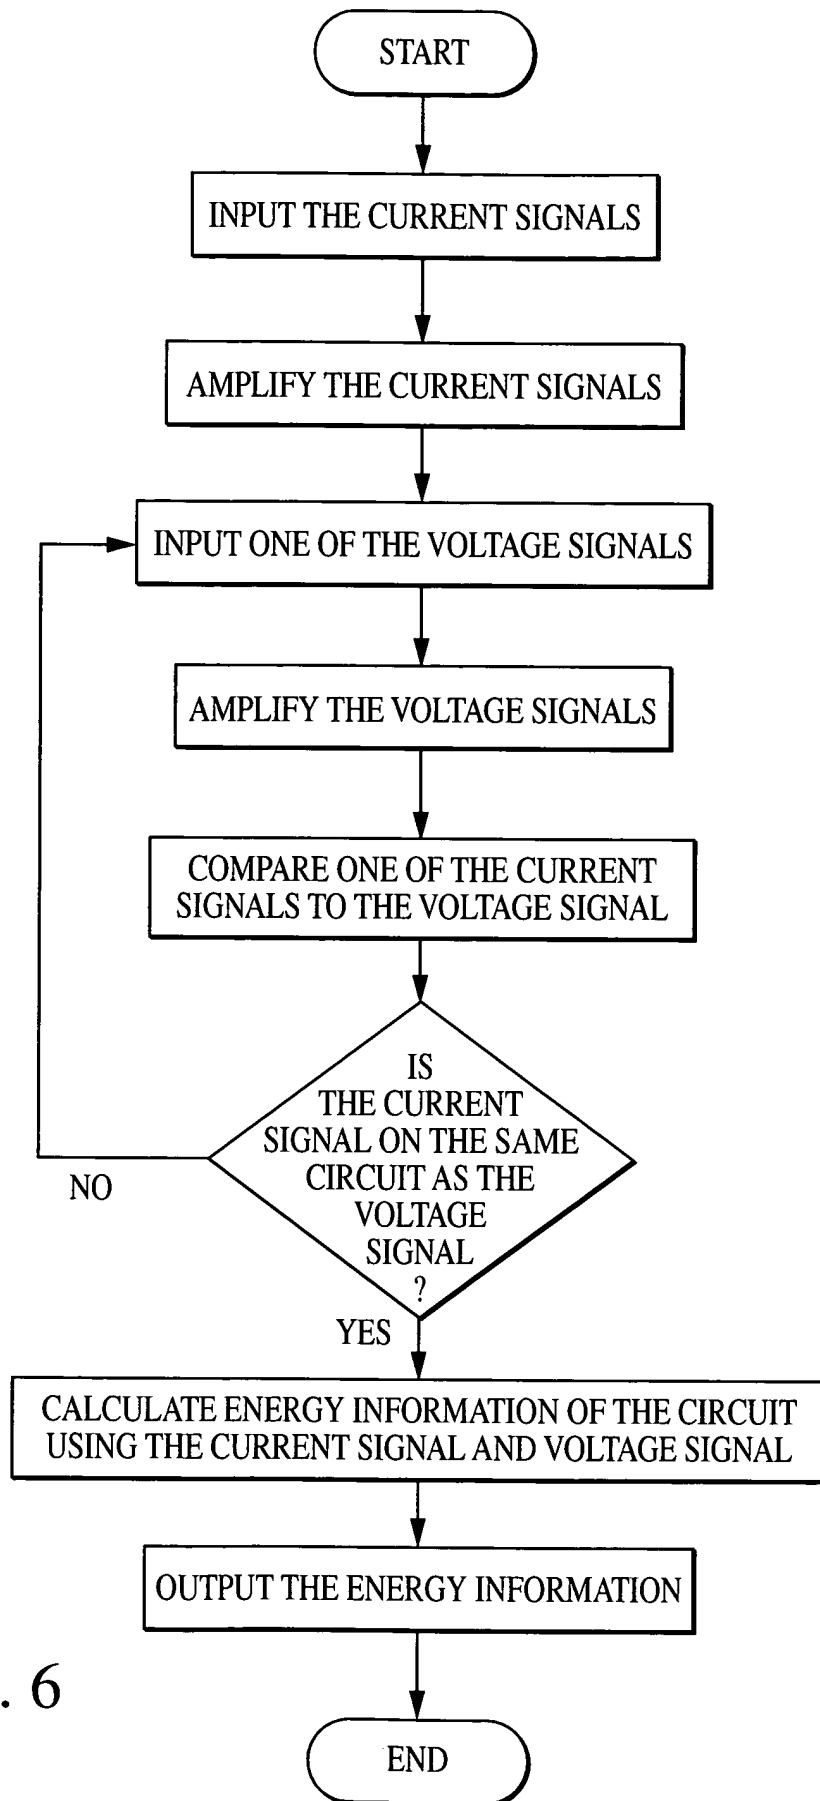 START
INPUT THE CURRENT SIGNALS
AMPLIFY THE CURRENT SIGNALS
INPUT ONE OF THE VOLTAGE SIGNALS
AMPLIFY THE VOLTAGE SIGNALS
COMPARE ONE OF THE CURRENT
SIGNALS TO THE VOLTAGE SIGNAL
IS
THE CURRENT
SIGNAL ON THE SAME
CIRCUIT AS THE
VOLTAGE
SIGNAL
?
NO
YES
CALCULATE ENERGY INFORMATION OF THE CIRCUIT
USING THE CURRENT SIGNAL AND VOLTAGE SIGNAL
OUTPUT THE ENERGY INFORMATION
. 6
END